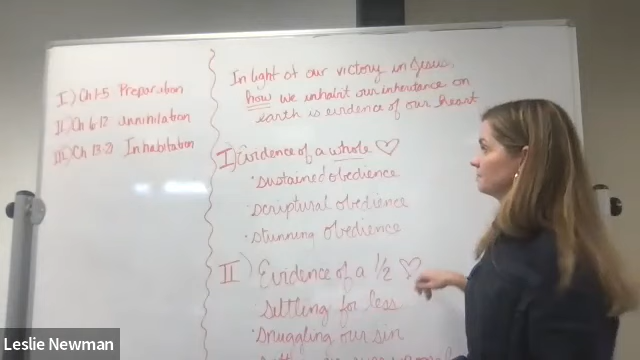 I) Ch 1-5 Preparation
II) Ch 6-12 Annihilation
III) Ch 13-21 Inhabitation
In light of our victory in Jesus,
how we inhabit our inheritance on
earth is evidence of our heart
I) Evidence of a whole ♡
• Sustained obedience
• Scriptural obedience
• Stunning obedience
II) Evidence of a 1/2 ♡
• Settling for less
• Snuggling our sin
Leslie Newman